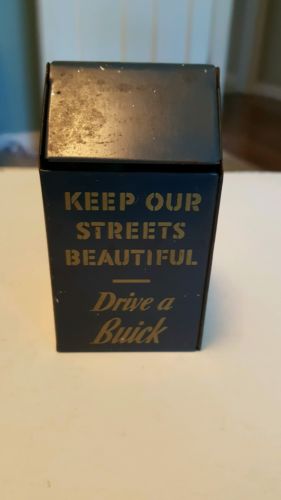 KEEP OUR
STREETS
BEAUTIFUL
Drive a
Buick